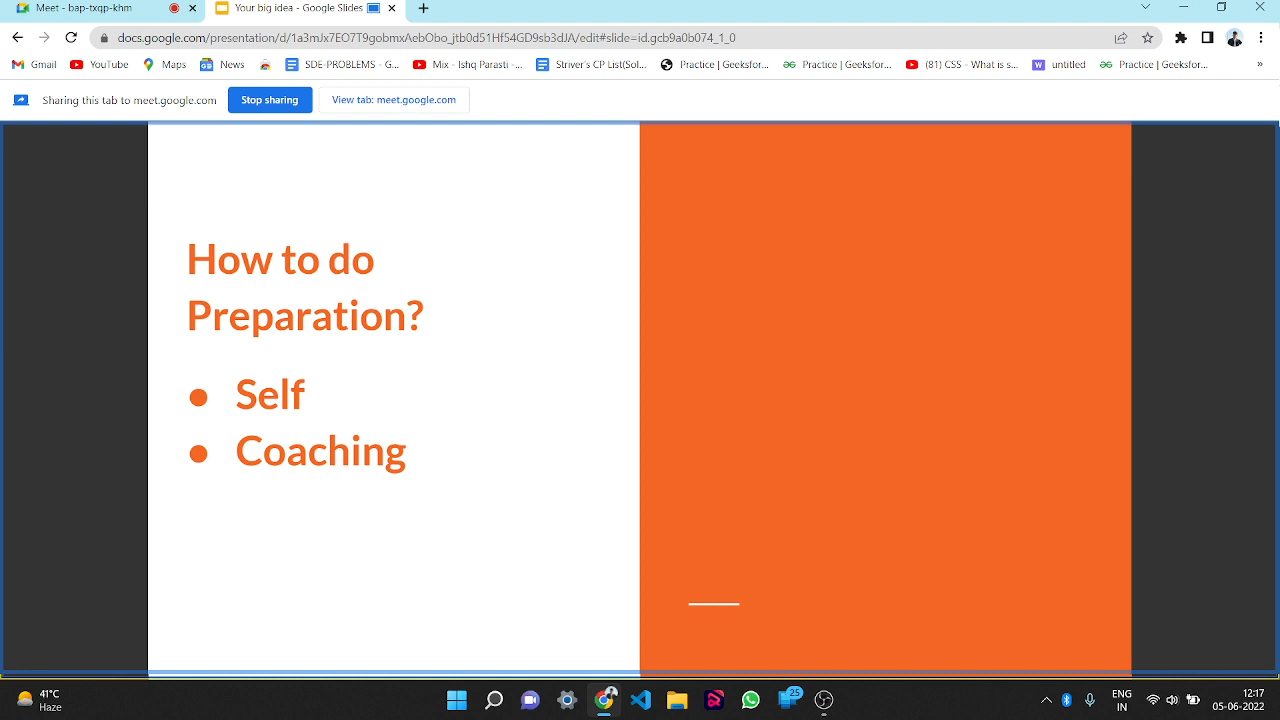 Meet - bap-txqp-khm
Your big idea - Google Slides
docs.google.com/presentation/d/1a3mJx7EO7T9gobmxAebObo_jtb0d51Hf54GD9sb3dJA/edit#slide=id.gcb9a0b074_1_0
Gmail YouTube Maps News SDE-PROBLEMS - G... Mix - Ishq Parasti -... Striver's CP List(Sol... Practice | Geeksfor... Practice | Geeksfor... (81) CSS - What is s... untitled Practice | Geeksfor... »
Sharing this tab to meet.google.com Stop sharing View tab: meet.google.com
How to do
Preparation?
● Self
● Coaching
41°C
Haze
25
ENG
IN
12:17
05-06-2022